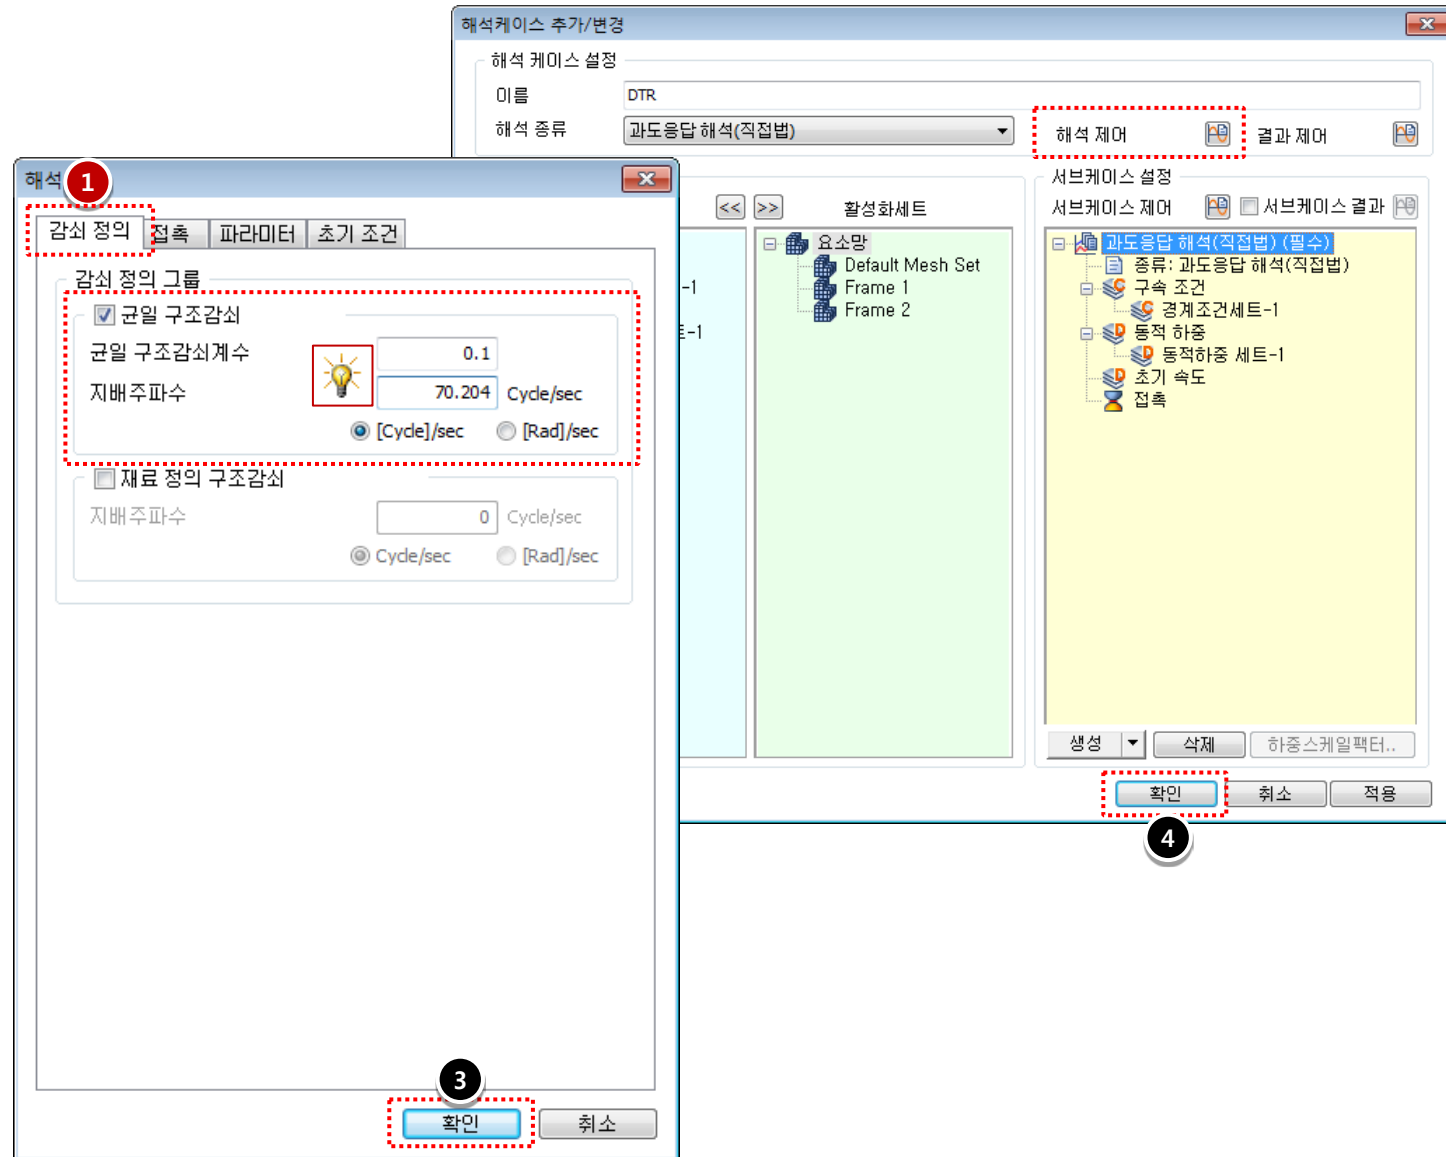 해석케이스 추가/변경
해석 케이스 설정
이름
DTR
해석 종류
과도응답 해석(직접법)
해석 제어
결과 제어
<<
>>
활성화세트
-1
-1
요소망
Default Mesh Set
Frame 1
Frame 2
서브케이스 설정
서브케이스 제어
서브케이스 결과
과도응답 해석(직접법) (필수)
종류: 과도응답 해석(직접법)
구속 조건
경계조건세트-1
동적 하중
동적하중 세트-1
초기 속도
접촉
생성
삭제
하중스케일팩터..
확인
취소
적용
4
해석
1
감쇠 정의
접촉
파라미터
초기 조건
감쇠 정의 그룹
균일 구조감쇠
균일 구조감쇠계수
0.1
지배주파수
70.204
Cycle/sec
[Cycle]/sec
[Rad]/sec
재료 정의 구조감쇠
지배주파수
0
Cycle/sec
Cycle/sec
[Rad]/sec
3
확인
취소